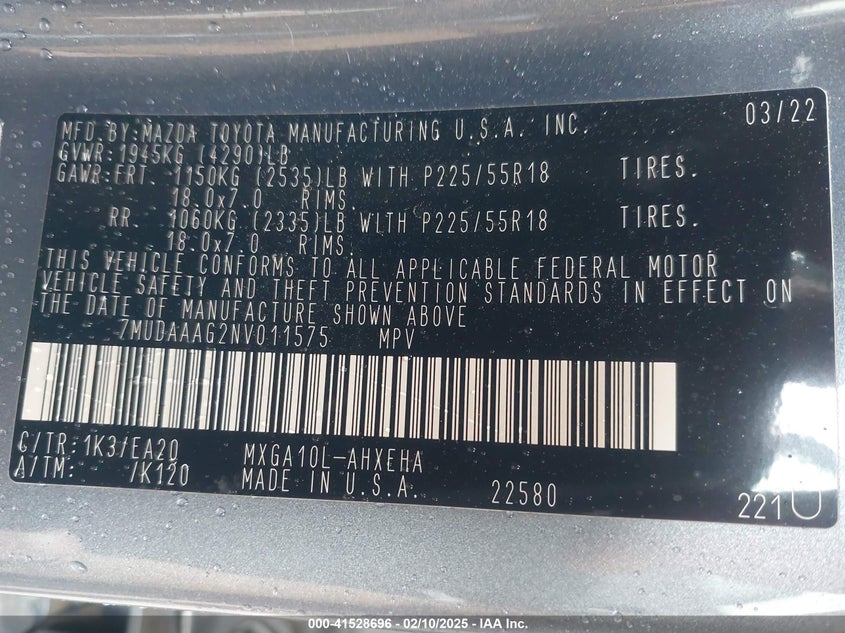 MFD.BY:MAZDA TOYOTA MANUFACTURING U.S.A. INC. 03/22
GVWR:1945KG (4290)LB
GAWR:FRT. 1150KG (2535)LB WITH P225/55R18 TIRES.
18.0x7.0 RIMS.
RR. 1060KG (2335)LB WITH P225/55R18 TIRES.
18.0x7.0 RIMS.
THIS VEHICLE CONFORMS TO ALL APPLICABLE FEDERAL MOTOR
VEHICLE SAFETY AND THEFT PREVENTION STANDARDS IN EFFECT ON
THE DATE OF MANUFACTURE SHOWN ABOVE
7MUDAAAG2NV011575 MPV
C/TR:1K3/EA20 MXGA10L-AHXEHA
A/TM: /K120 MADE IN U.S.A. 22580 221U
000-41528696 - 02/10/2025 - IAA Inc.